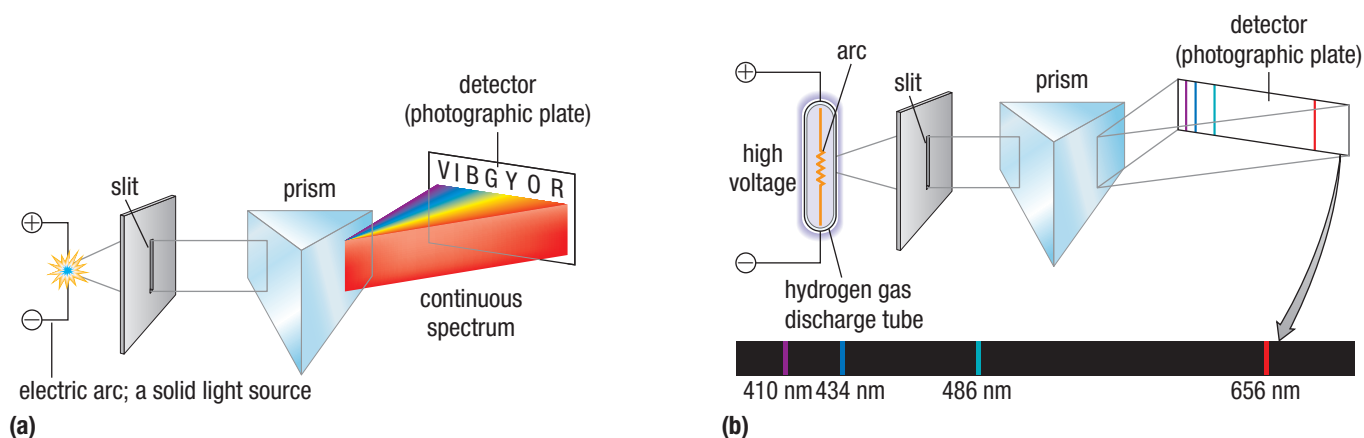 detector
(photographic plate)
V I B G Y O R
slit
prism
+
−
continuous
spectrum
electric arc; a solid light source
(a)
arc
detector
(photographic plate)
slit
prism
+
high
voltage
−
hydrogen gas
discharge tube
410 nm 434 nm 486 nm 656 nm
(b)